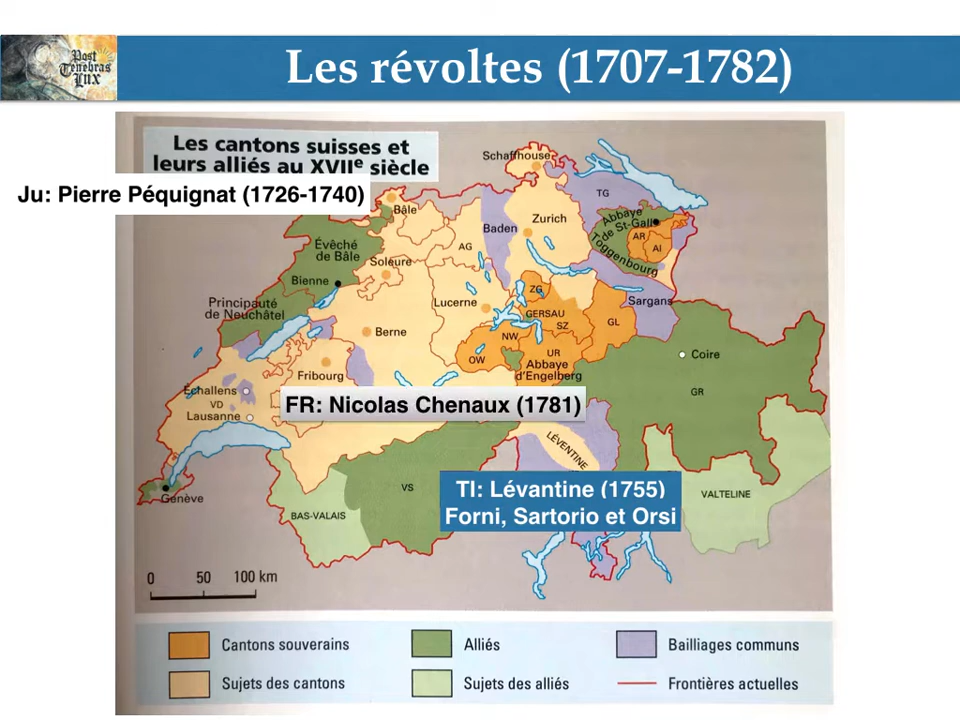 Post
Tenebras
Lux
Les révoltes (1707-1782)
Les cantons suisses et
leurs alliés au XVIIe siècle
Ju: Pierre Péquignat (1726-1740)
Schaffhouse
TG
Bâle
Baden
Zurich
Abbaye
de St-Gall
AR
AI
Toggenbourg
AG
Évêché
de Bâle
Soleure
Bienne
Lucerne
ZG
Sargans
Principauté
de Neuchâtel
GERSAU
SZ
GL
Berne
NW
OW
UR
Abbaye
d'Engelberg
Coire
Fribourg
GR
Échallens
VD
Lausanne
FR: Nicolas Chenaux (1781)
LÉVENTINE
TI: Lévantine (1755)
Forni, Sartorio et Orsi
VS
VALTELINE
Genève
BAS-VALAIS
0 50 100 km
Cantons souverains
Alliés
Bailliages communs
Sujets des cantons
Sujets des alliés
Frontières actuelles